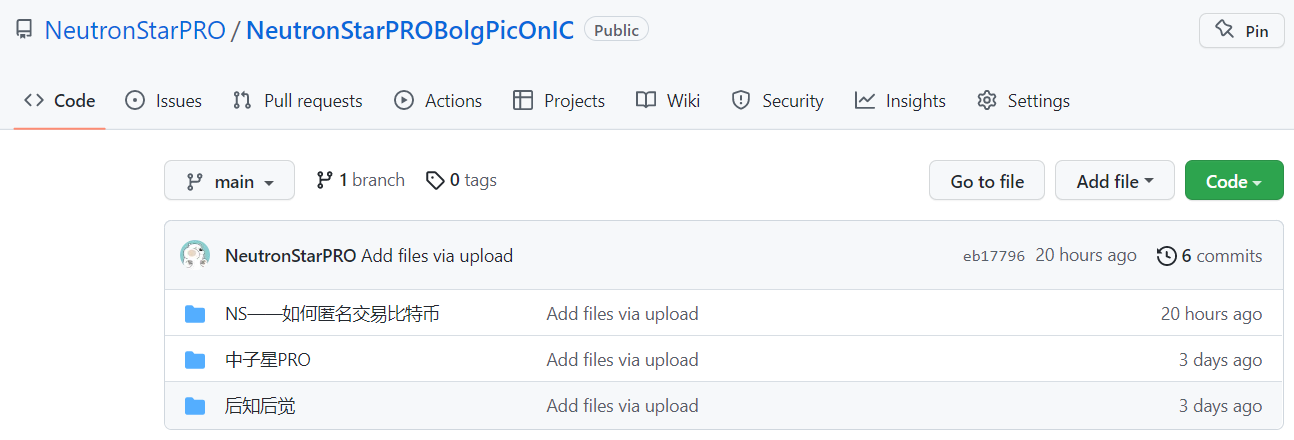 NeutronStarPRO / NeutronStarPROBolgPicOnIC Public Pin
Code Issues Pull requests Actions Projects Wiki Security Insights Settings
main 1 branch 0 tags Go to file Add file Code
NeutronStarPRO Add files via upload eb17796 20 hours ago 6 commits
NS——如何匿名交易比特币 Add files via upload 20 hours ago
中子星PRO Add files via upload 3 days ago
后知后觉 Add files via upload 3 days ago